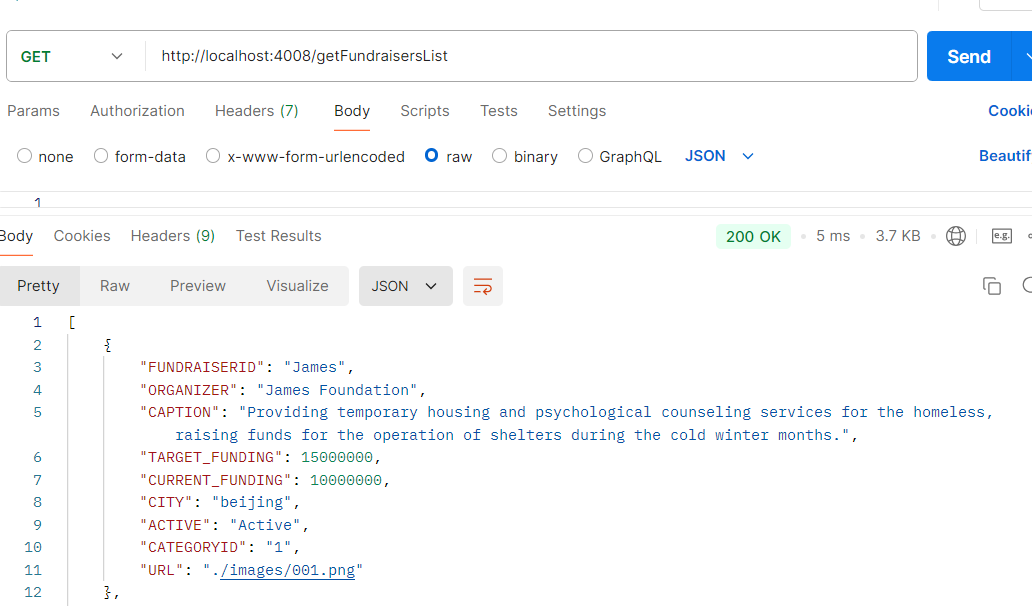 GET http://localhost:4008/getFundraisersList Send
Params Authorization Headers (7) Body Scripts Tests Settings Cookie
none form-data x-www-form-urlencoded raw binary GraphQL JSON Beautif
1
Body Cookies Headers (9) Test Results 200 OK 5 ms 3.7 KB e.g.
Pretty Raw Preview Visualize JSON
1 [
2 {
3 "FUNDRAISERID": "James",
4 "ORGANIZER": "James Foundation",
5 "CAPTION": "Providing temporary housing and psychological counseling services for the homeless,
raising funds for the operation of shelters during the cold winter months.",
6 "TARGET_FUNDING": 15000000,
7 "CURRENT_FUNDING": 10000000,
8 "CITY": "beijing",
9 "ACTIVE": "Active",
10 "CATEGORYID": "1",
11 "URL": "./images/001.png"
12 },